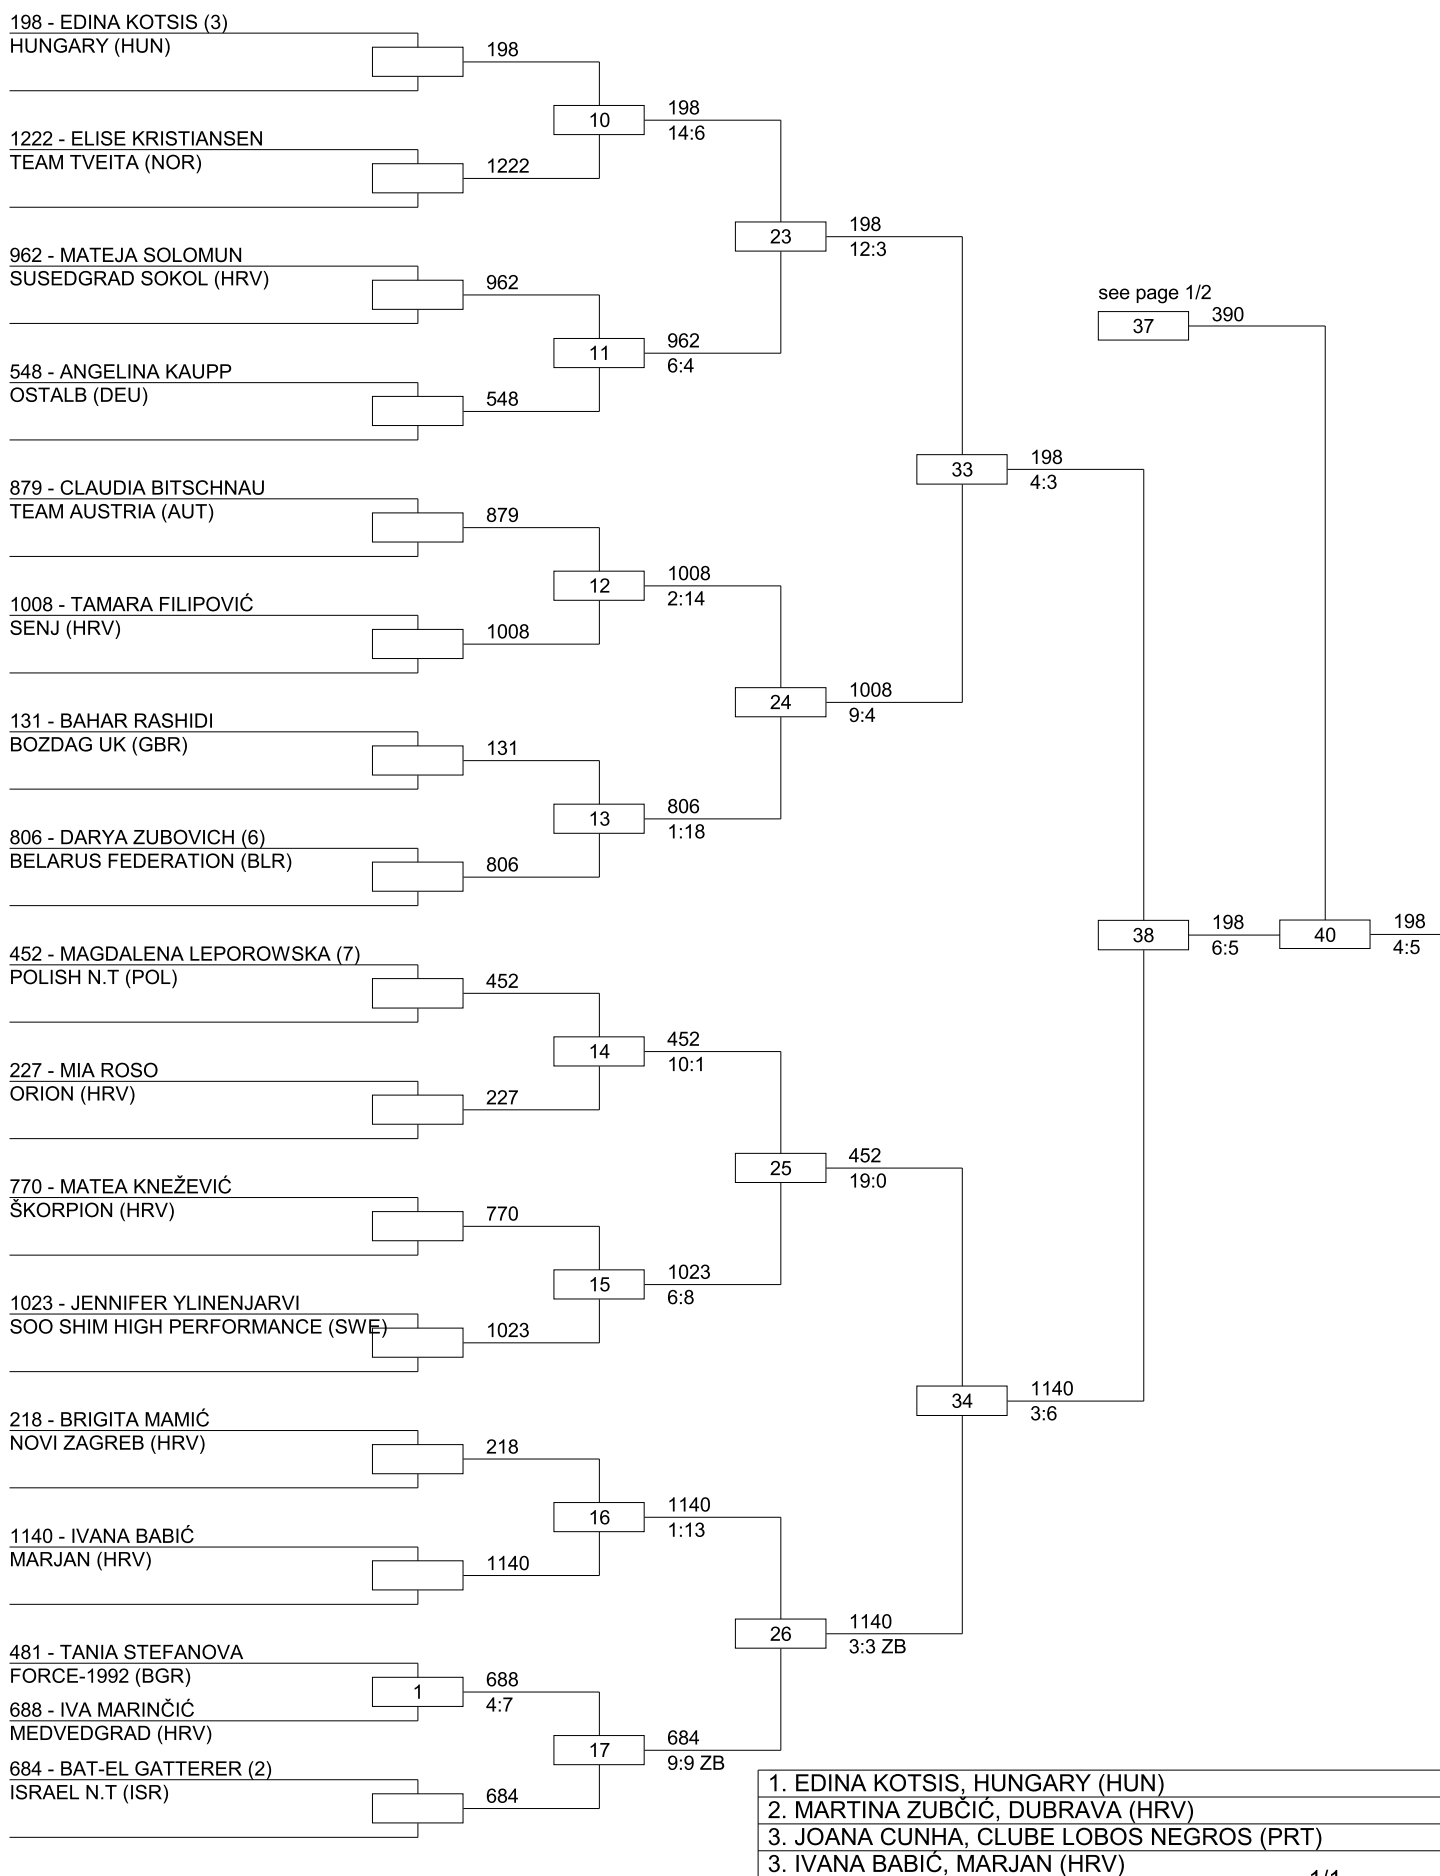 198 - EDINA KOTSIS (3)
HUNGARY (HUN)
198
10
198
14:6
1222 - ELISE KRISTIANSEN
TEAM TVEITA (NOR)
1222
23
198
12:3
962 - MATEJA SOLOMUN
SUSEDGRAD SOKOL (HRV)
962
see page 1/2
37
390
11
962
6:4
548 - ANGELINA KAUPP
OSTALB (DEU)
548
33
198
4:3
879 - CLAUDIA BITSCHNAU
TEAM AUSTRIA (AUT)
879
12
1008
2:14
1008 - TAMARA FILIPOVIĆ
SENJ (HRV)
1008
24
1008
9:4
131 - BAHAR RASHIDI
BOZDAG UK (GBR)
131
13
806
1:18
806 - DARYA ZUBOVICH (6)
BELARUS FEDERATION (BLR)
806
38
198
6:5
40
198
4:5
452 - MAGDALENA LEPOROWSKA (7)
POLISH N.T (POL)
452
14
452
10:1
227 - MIA ROSO
ORION (HRV)
227
25
452
19:0
770 - MATEA KNEŽEVIĆ
ŠKORPION (HRV)
770
15
1023
6:8
1023 - JENNIFER YLINENJARVI
SOO SHIM HIGH PERFORMANCE (SWE)
1023
34
1140
3:6
218 - BRIGITA MAMIĆ
NOVI ZAGREB (HRV)
218
16
1140
1:13
1140 - IVANA BABIĆ
MARJAN (HRV)
1140
26
1140
3:3 ZB
481 - TANIA STEFANOVA
FORCE-1992 (BGR)
1
688
4:7
688 - IVA MARINČIĆ
MEDVEDGRAD (HRV)
17
684
9:9 ZB
684 - BAT-EL GATTERER (2)
ISRAEL N.T (ISR)
684
1. EDINA KOTSIS, HUNGARY (HUN)
2. MARTINA ZUBČIĆ, DUBRAVA (HRV)
3. JOANA CUNHA, CLUBE LOBOS NEGROS (PRT)
3. IVANA BABIĆ, MARJAN (HRV)